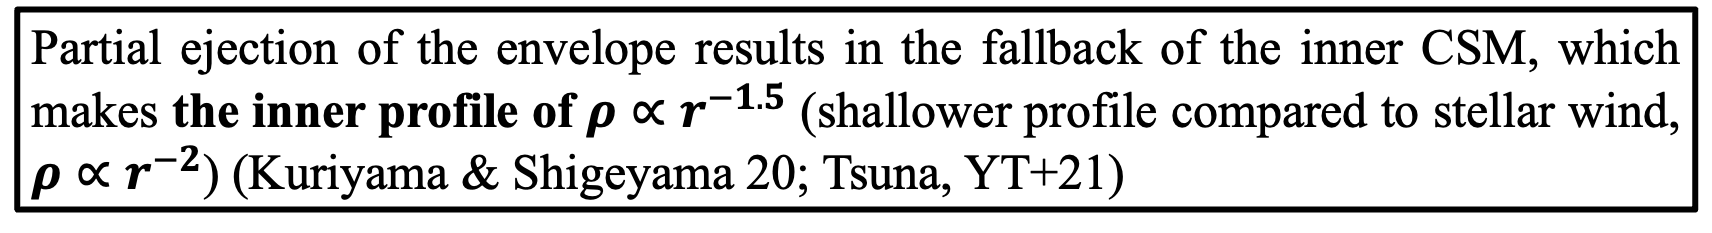 Partial ejection of the envelope results in the fallback of the inner CSM, which
makes the inner profile of ρ ∝ r⁻¹·⁵ (shallower profile compared to stellar wind,
ρ ∝ r⁻²) (Kuriyama & Shigeyama 20; Tsuna, YT+21)